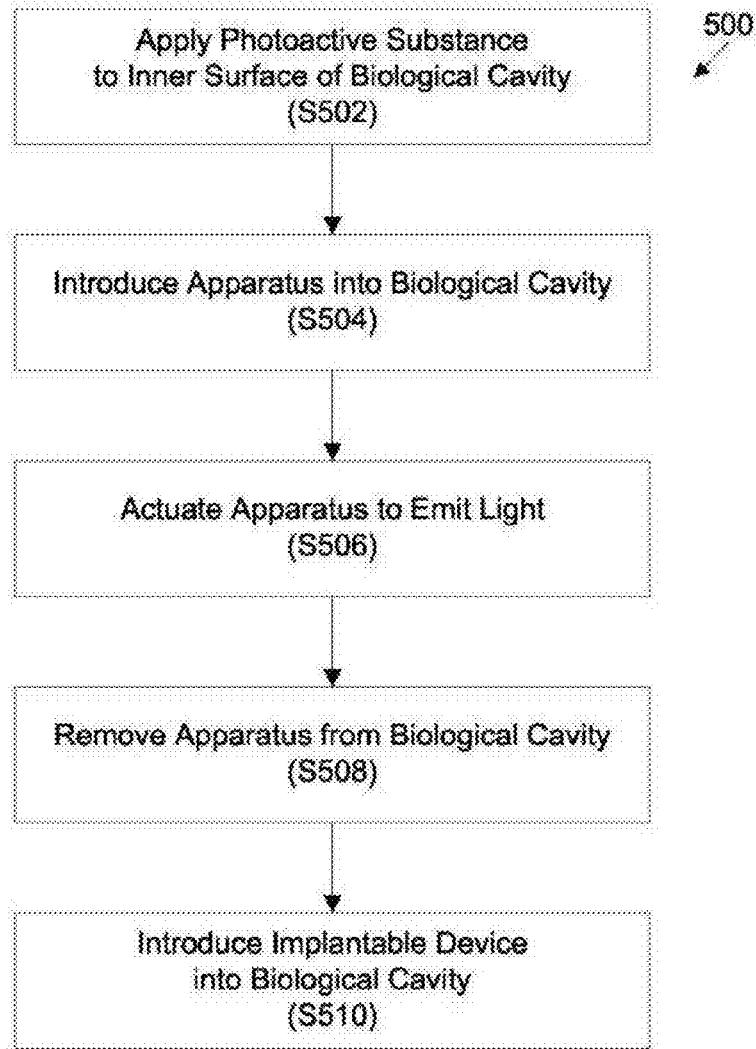 500
Apply Photoactive Substance
to Inner Surface of Biological Cavity
(S502)
Introduce Apparatus into Biological Cavity
(S504)
Actuate Apparatus to Emit Light
(S506)
Remove Apparatus from Biological Cavity
(S508)
Introduce Implantable Device
into Biological Cavity
(S510)